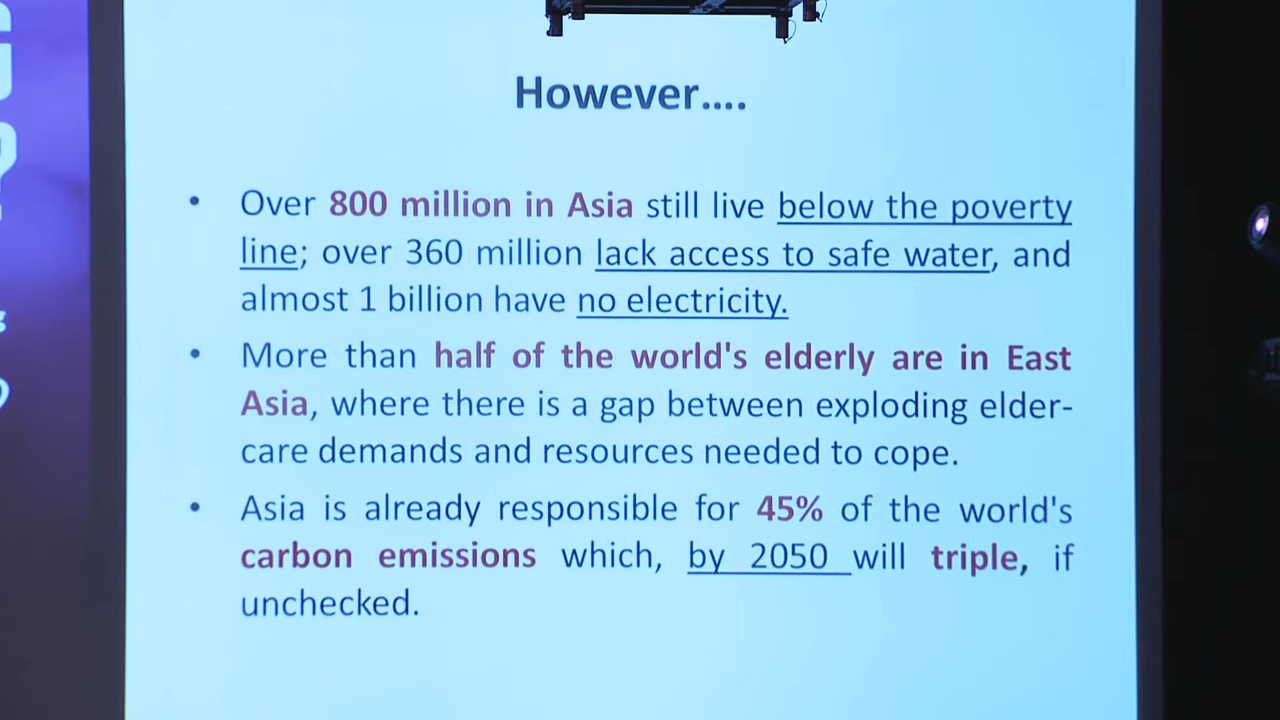 However....
• Over 800 million in Asia still live below the poverty
line; over 360 million lack access to safe water, and
almost 1 billion have no electricity.
• More than half of the world's elderly are in East
Asia, where there is a gap between exploding elder-
care demands and resources needed to cope.
• Asia is already responsible for 45% of the world's
carbon emissions which, by 2050 will triple, if
unchecked.